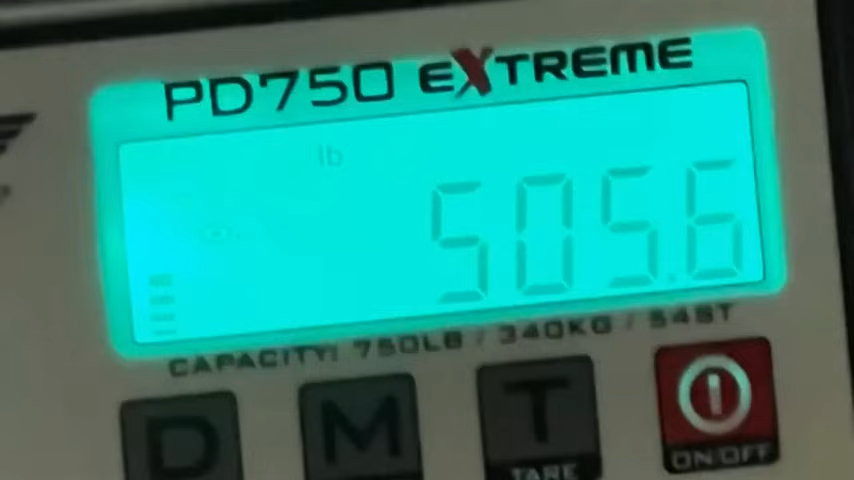 PD750 EXTREME
lb
505.6
CAPACITY: 750LB / 340KG / 54ST
D M T
TARE
ON/OFF